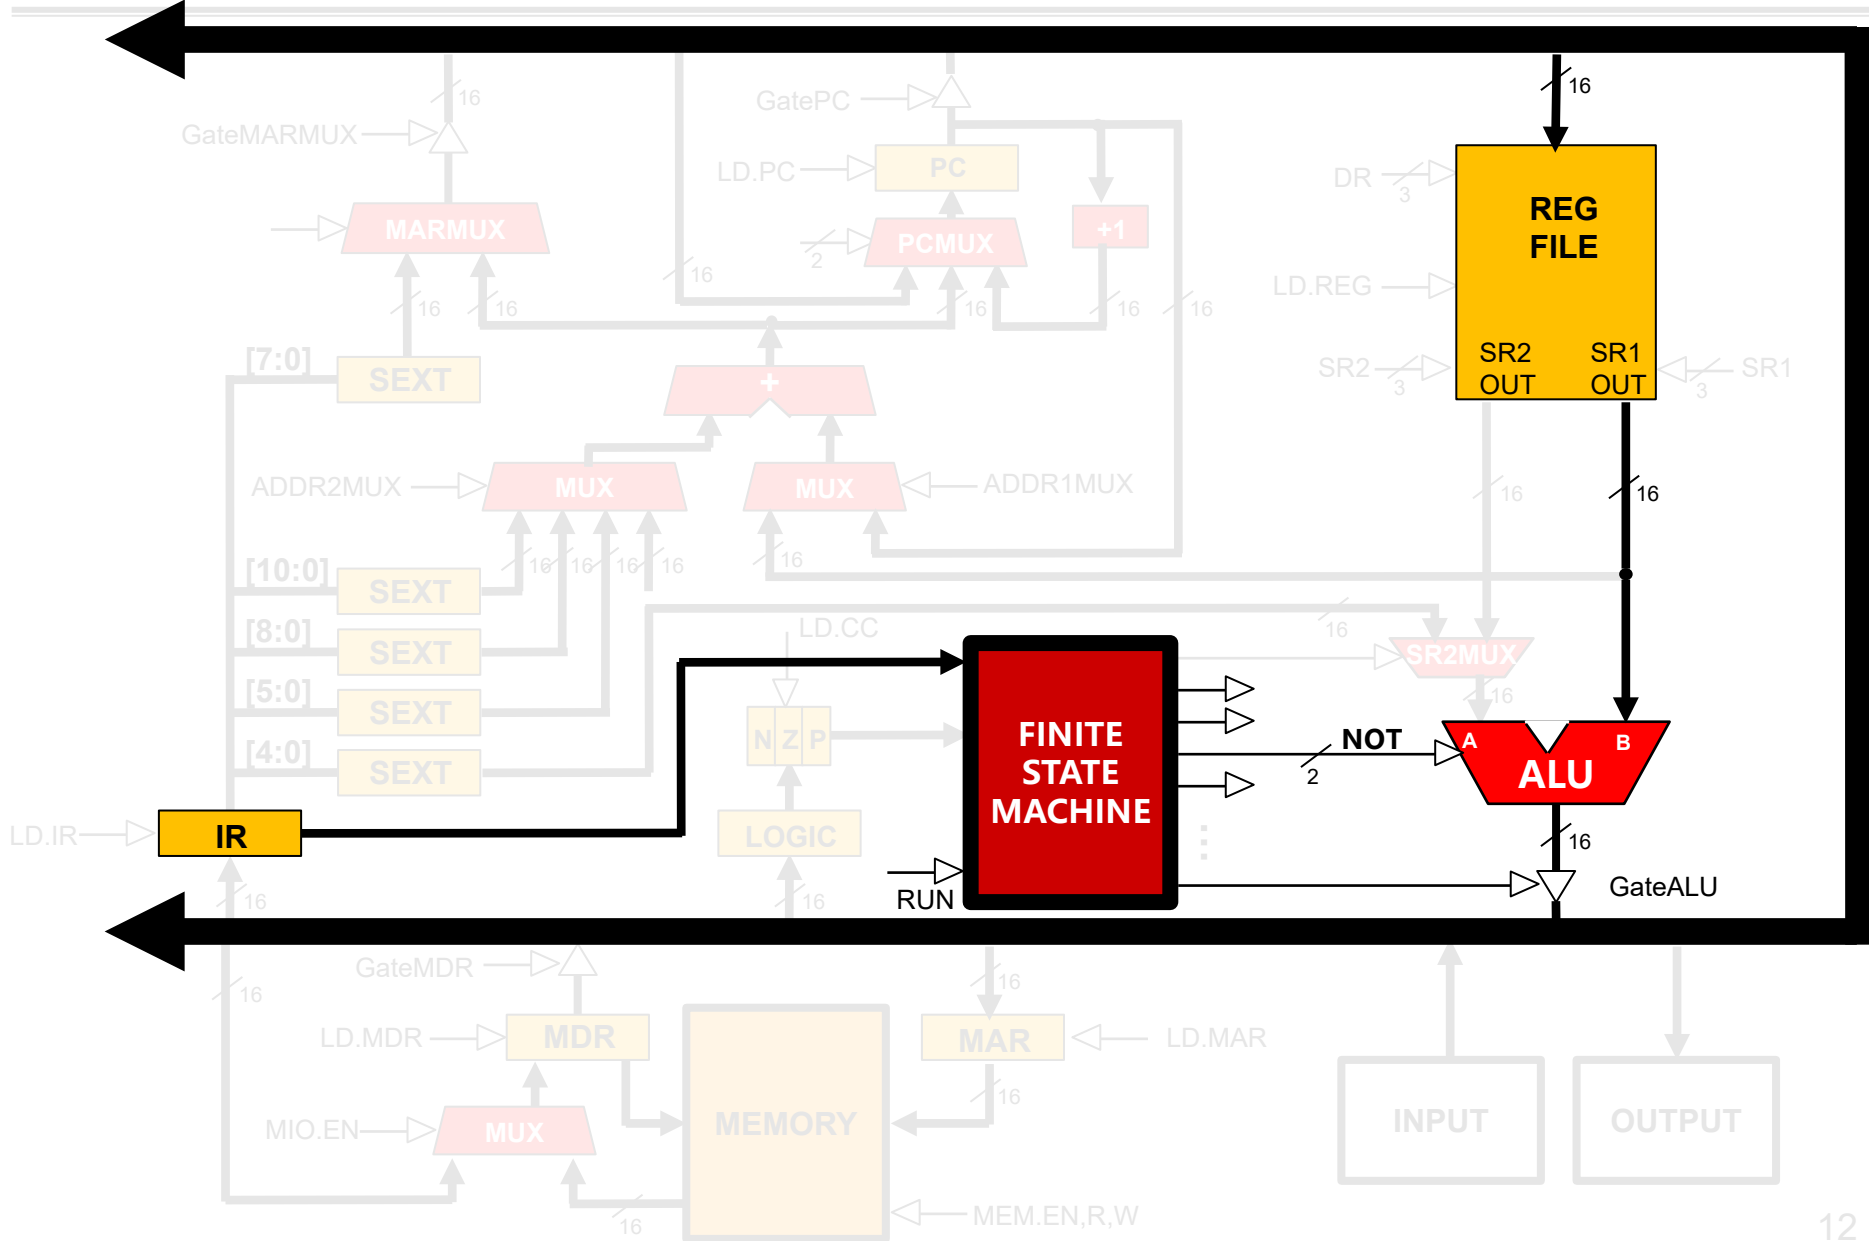 16
16
GatePC
GateMARMUX
LD.PC
PC
DR
3
REG
FILE
MARMUX
2
PCMUX
+1
16
LD.REG
16
16
16
16
16
[7:0]
SEXT
+
SR2
3
SR2
OUT
SR1
OUT
3
SR1
ADDR2MUX
MUX
MUX
ADDR1MUX
16
16
16
16
16
16
16
[10:0]
SEXT
[8:0]
SEXT
LD.CC
16
SR2MUX
16
[5:0]
SEXT
N Z P
FINITE
STATE
MACHINE
NOT
2
A
B
ALU
[4:0]
SEXT
LD.IR
IR
LOGIC
16
RUN
GateALU
16
16
GateMDR
16
16
LD.MDR
MDR
MAR
LD.MAR
16
MIO.EN
MUX
MEMORY
INPUT
OUTPUT
16
MEM.EN,R,W
12